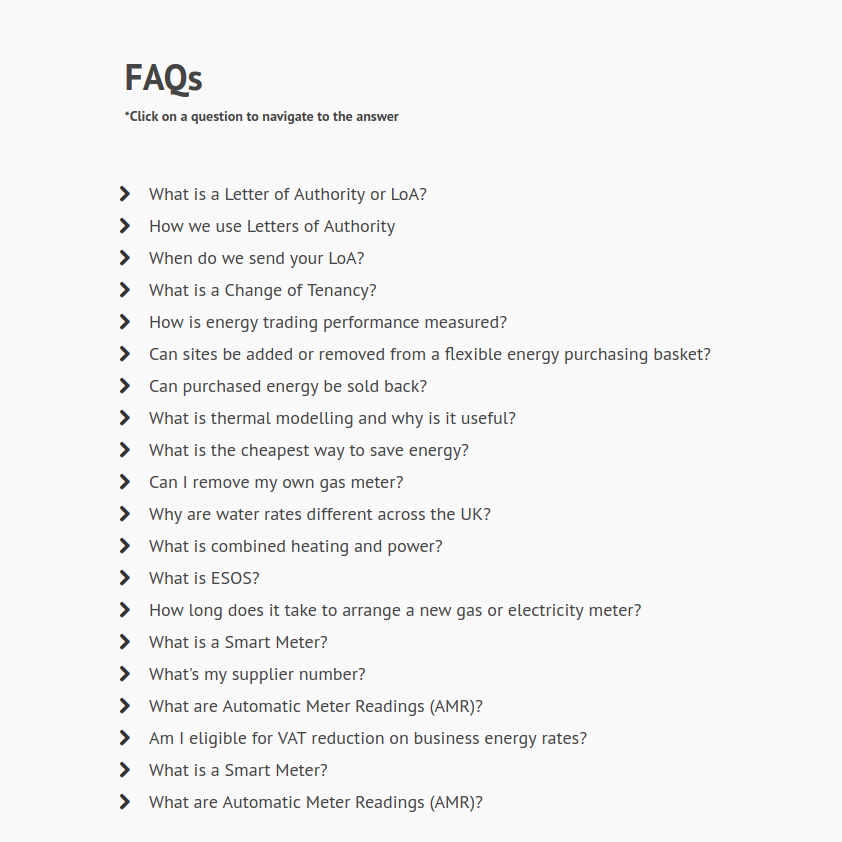 FAQs
*Click on a question to navigate to the answer
What is a Letter of Authority or LoA?
How we use Letters of Authority
When do we send your LoA?
What is a Change of Tenancy?
How is energy trading performance measured?
Can sites be added or removed from a flexible energy purchasing basket?
Can purchased energy be sold back?
What is thermal modelling and why is it useful?
What is the cheapest way to save energy?
Can I remove my own gas meter?
Why are water rates different across the UK?
What is combined heating and power?
What is ESOS?
How long does it take to arrange a new gas or electricity meter?
What is a Smart Meter?
What's my supplier number?
What are Automatic Meter Readings (AMR)?
Am I eligible for VAT reduction on business energy rates?
What is a Smart Meter?
What are Automatic Meter Readings (AMR)?